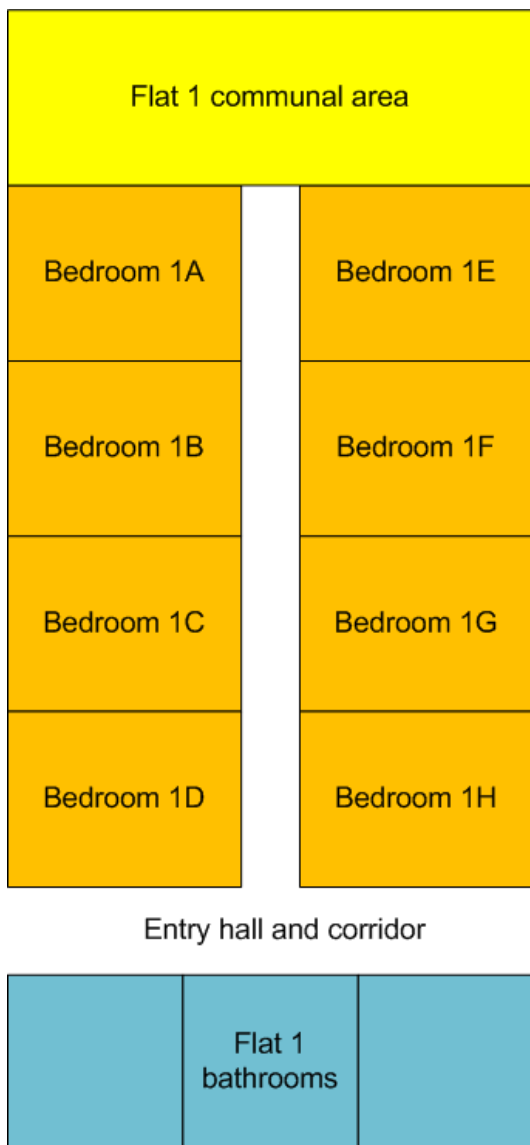 Flat 1 communal area
Bedroom 1A
Bedroom 1E
Bedroom 1B
Bedroom 1F
Bedroom 1C
Bedroom 1G
Bedroom 1D
Bedroom 1H
Entry hall and corridor
Flat 1
bathrooms